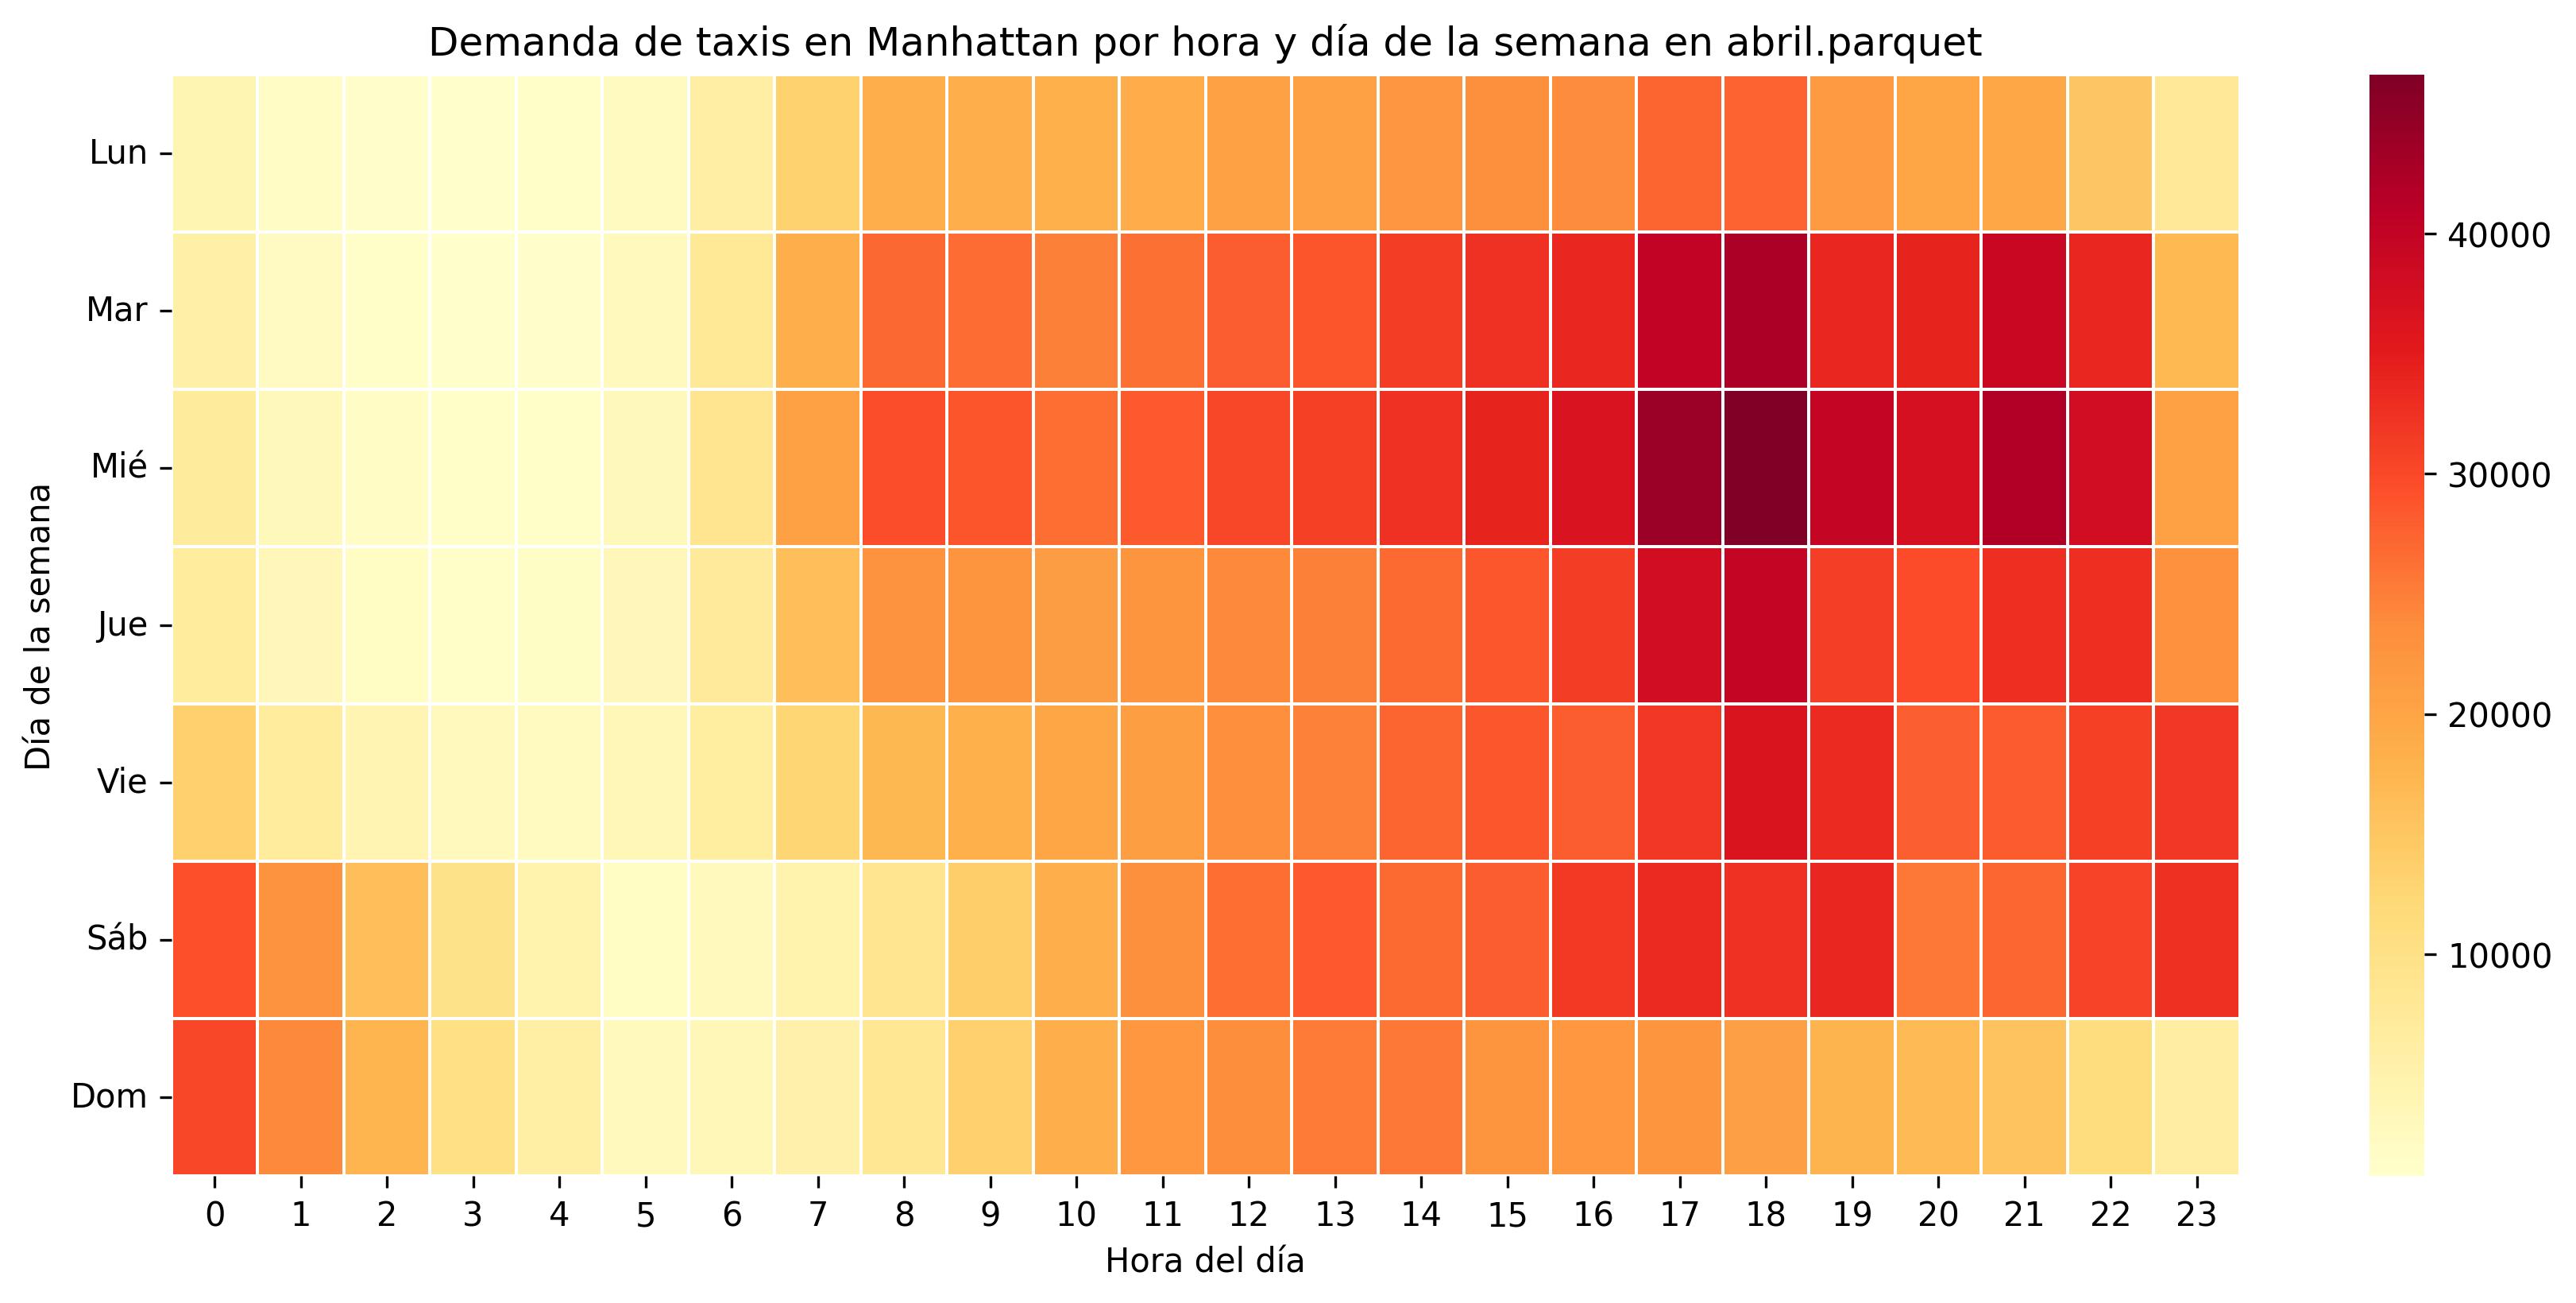 Demanda de taxis en Manhattan por hora y día de la semana en abril.parquet
Día de la semana
Lun
Mar
Mié
Jue
Vie
Sáb
Dom
0 1 2 3 4 5 6 7 8 9 10 11 12 13 14 15 16 17 18 19 20 21 22 23
Hora del día
40000
30000
20000
10000